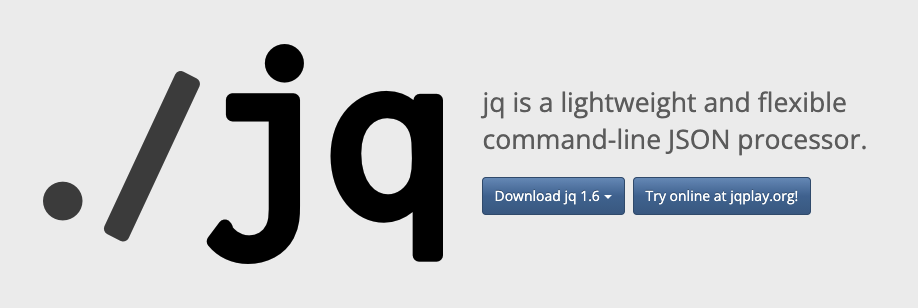 ./jq
jq is a lightweight and flexible
command-line JSON processor.
Download jq 1.6
Try online at jqplay.org!